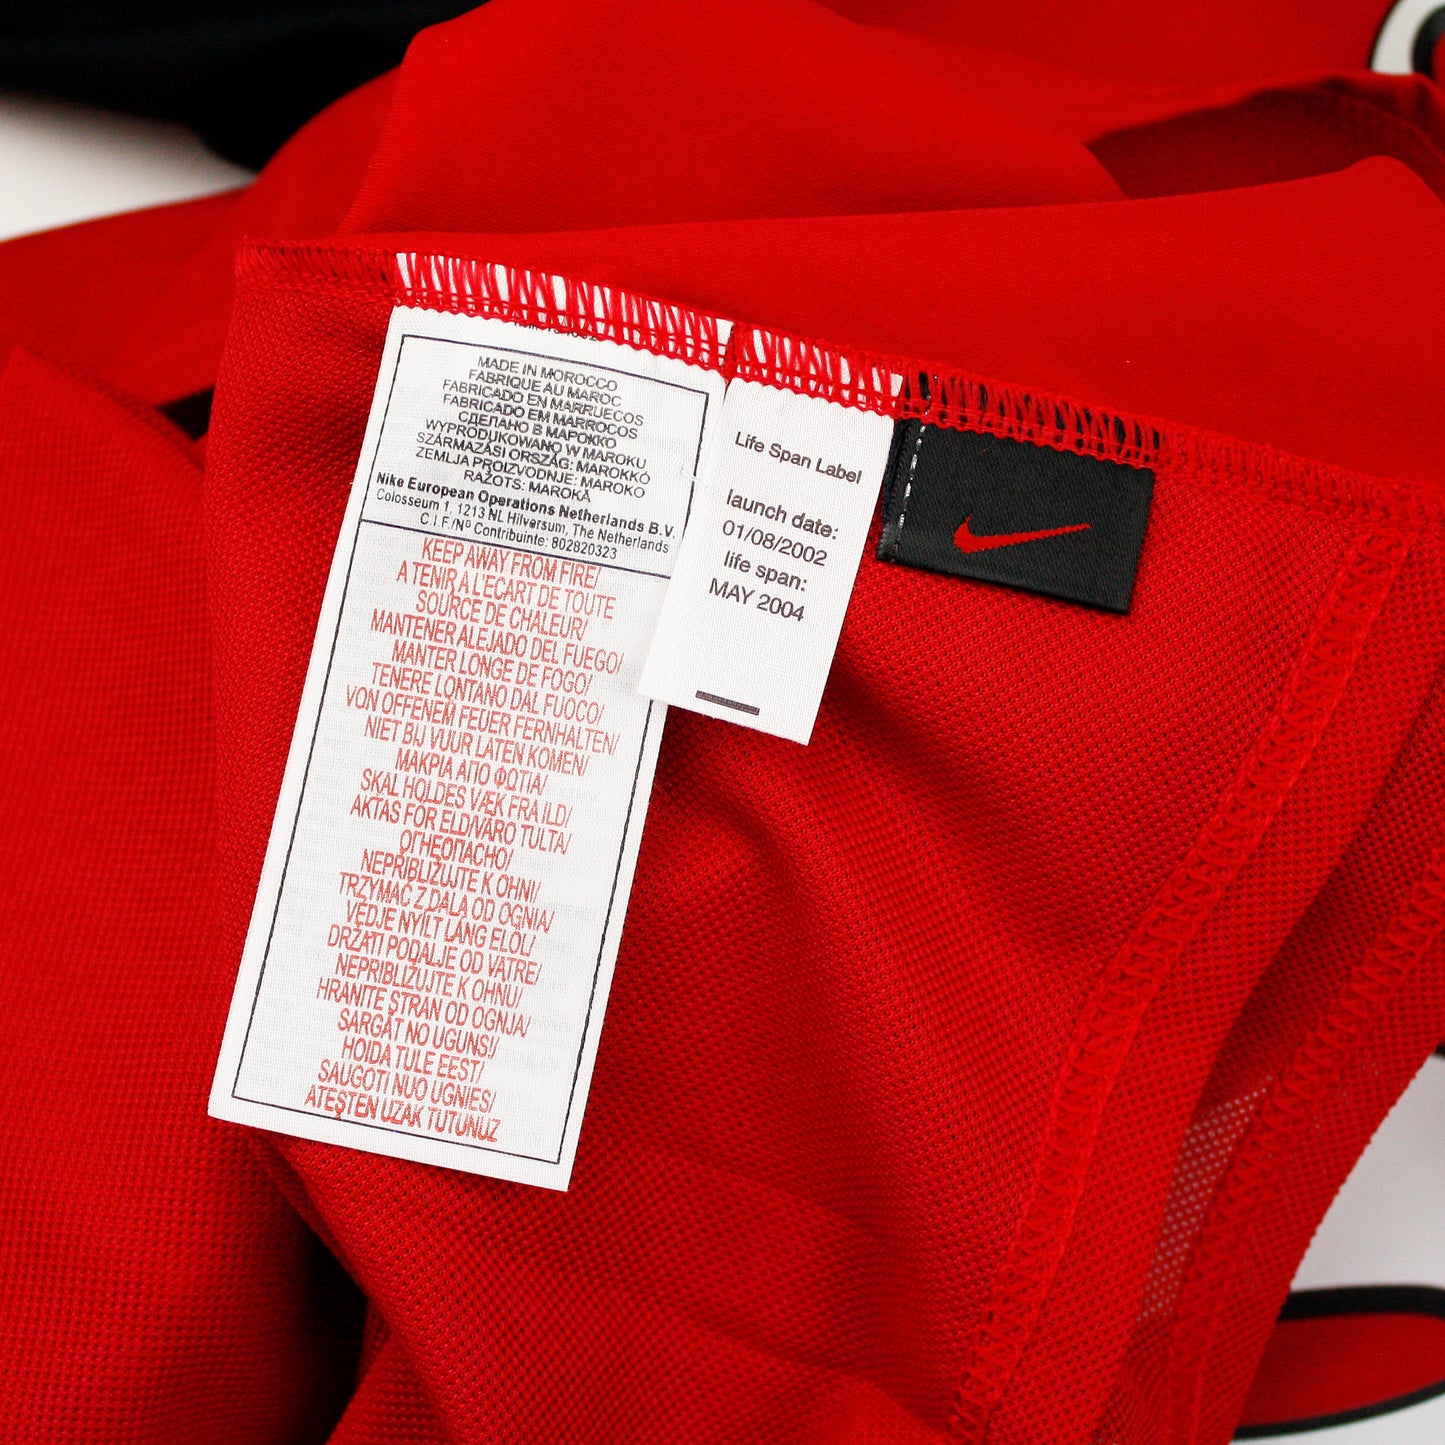 MADE IN MOROCCO
FABRIQUE AU MAROC
FABRICADO EN MARRUECOS
FABRICADO EM MARROCOS
СДЕЛАНО В МАРОККО
WYPRODUKOWANO W MAROKU
SZÁRMAZÁSI ORSZÁG: MAROKKÓ
ZEMLJA PROIZVODNJE: MAROKO
RAŽOTS: MAROKĀ
Nike European Operations Netherlands B.V.
Colosseum 1, 1213 NL Hilversum, The Netherlands
C.I.F./Nº Contribuinte: 802820323
KEEP AWAY FROM FIRE/
A TENIR A L'ECART DE TOUTE
SOURCE DE CHALEUR/
MANTENER ALEJADO DEL FUEGO/
MANTER LONGE DE FOGO/
TENERE LONTANO DAL FUOCO/
VON OFFENEM FEUER FERNHALTEN/
NIET BIJ VUUR LATEN KOMEN/
ΜΑΚΡΙΑ ΑΠΟ ΦΩΤΙΑ/
SKAL HOLDES VÆK FRA ILD/
AKTAS FÖR ELD/VARO TULTA/
ОГНЕОПАСНО/
NEPŘIBLIŽUJTE K OHNI/
TRZYMAĆ Z DALA OD OGNIA/
VÉDJE NYÍLT LÁNG ELÖL/
DRŽATI PODALJE OD VATRE/
NEPRIBLIŽUJTE K OHNU/
HRANITE STRAN OD OGNJA/
SARGĀT NO UGUNS!/
HOIDA TULE EEST/
SAUGOTI NUO UGNIES/
ATEŞTEN UZAK TUTUNUZ
Life Span Label
launch date:
01/08/2002
life span:
MAY 2004